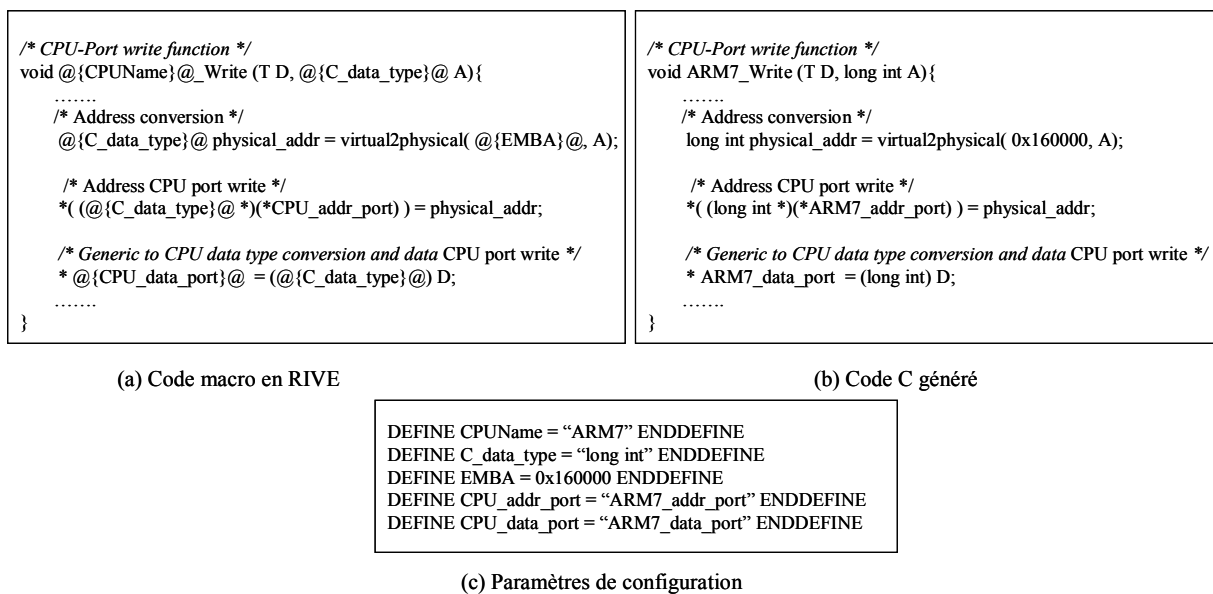 /* CPU-Port write function */
void @{CPUName}@_Write (T D, @{C_data_type}@ A){
…….
/* Address conversion */
@{C_data_type}@ physical_addr = virtual2physical( @{EMBA}@, A);
/* Address CPU port write */
*( (@{C_data_type}@ *)(*CPU_addr_port) ) = physical_addr;
/* Generic to CPU data type conversion and data CPU port write */
* @{CPU_data_port}@ = (@{C_data_type}@) D;
…….
}
(a) Code macro en RIVE
/* CPU-Port write function */
void ARM7_Write (T D, long int A){
…….
/* Address conversion */
long int physical_addr = virtual2physical( 0x160000, A);
/* Address CPU port write */
*( (long int *)(*ARM7_addr_port) ) = physical_addr;
/* Generic to CPU data type conversion and data CPU port write */
* ARM7_data_port = (long int) D;
…….
}
(b) Code C généré
DEFINE CPUName = “ARM7” ENDDEFINE
DEFINE C_data_type = “long int” ENDDEFINE
DEFINE EMBA = 0x160000 ENDDEFINE
DEFINE CPU_addr_port = “ARM7_addr_port” ENDDEFINE
DEFINE CPU_data_port = “ARM7_data_port” ENDDEFINE
(c) Paramètres de configuration